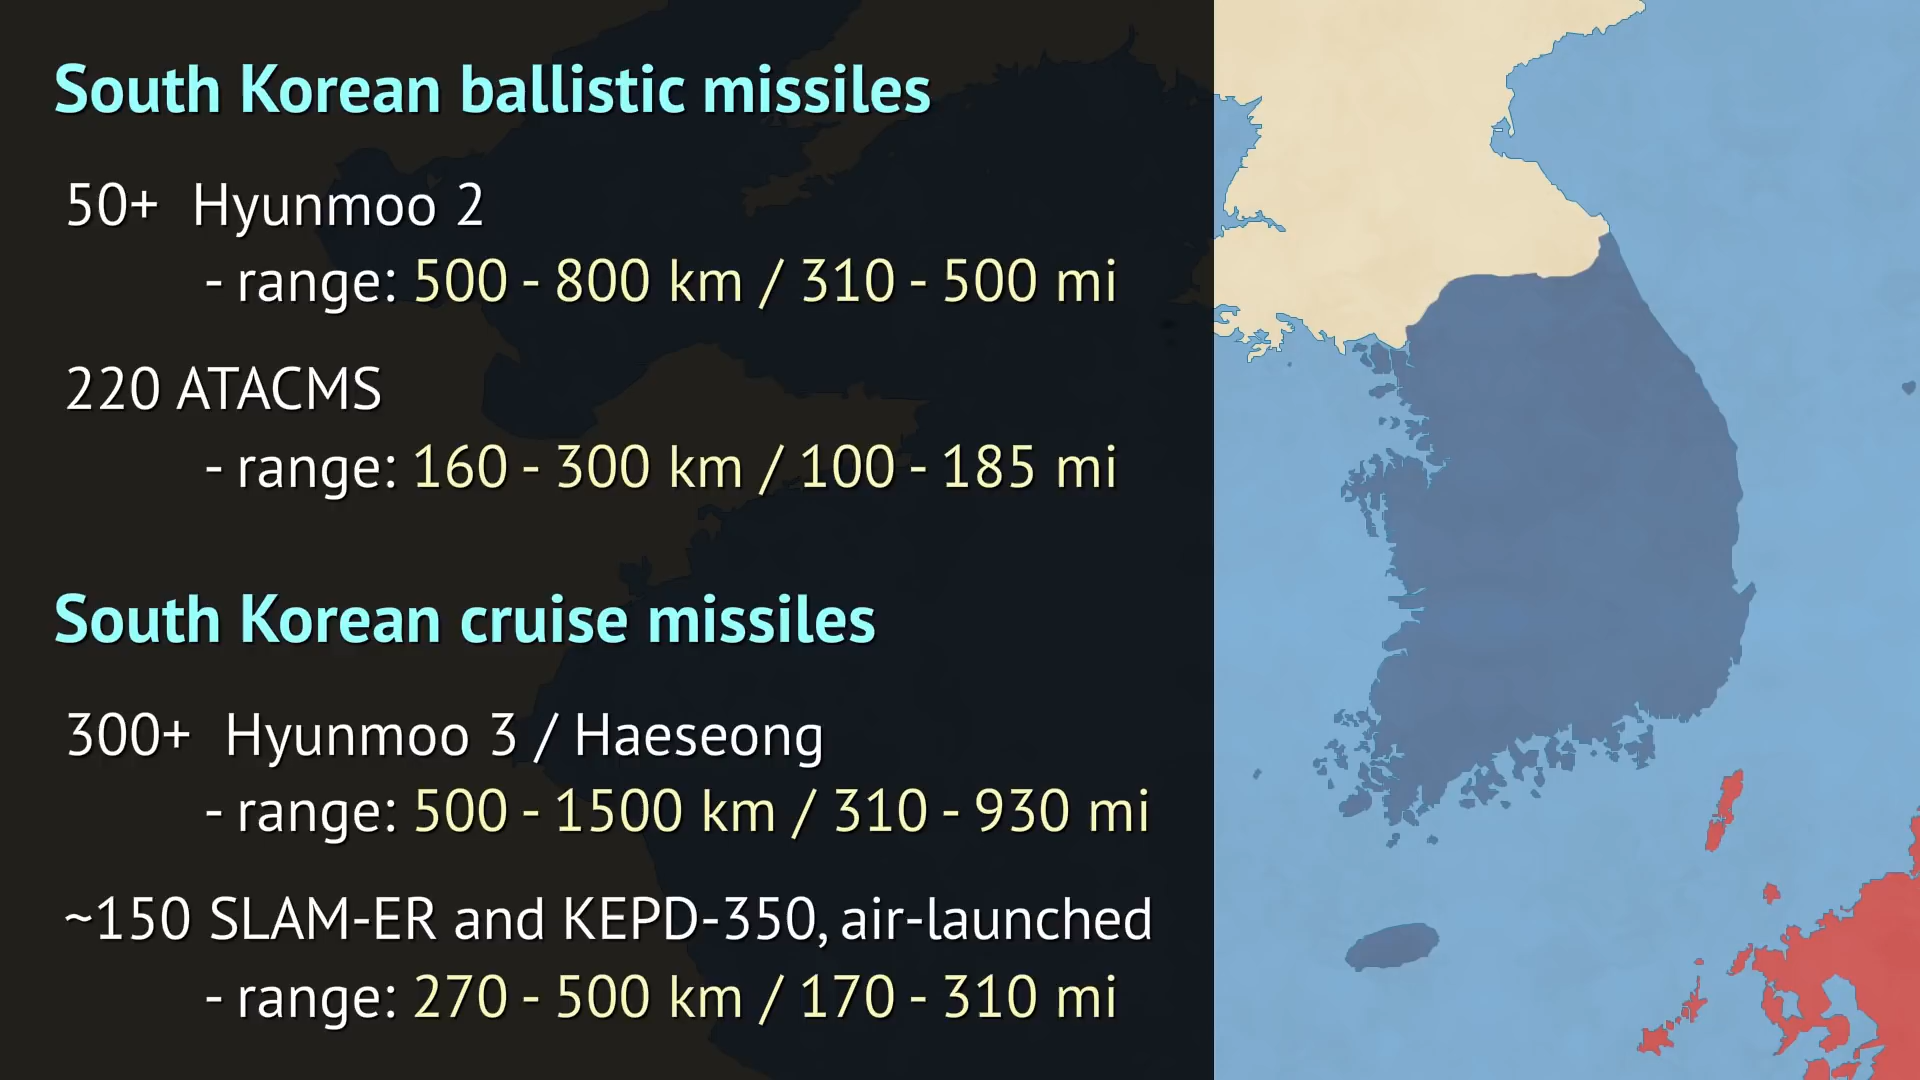 South Korean ballistic missiles
50+ Hyunmoo 2
- range: 500 - 800 km / 310 - 500 mi
220 ATACMS
- range: 160 - 300 km / 100 - 185 mi
South Korean cruise missiles
300+ Hyunmoo 3 / Haeseong
- range: 500 - 1500 km / 310 - 930 mi
~150 SLAM-ER and KEPD-350, air-launched
- range: 270 - 500 km / 170 - 310 mi